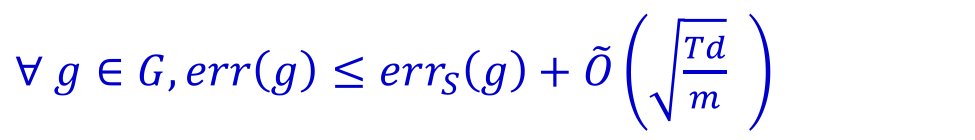 ∀ g ∈ G, err(g) ≤ err_S(g) + Õ(√(Td/m))